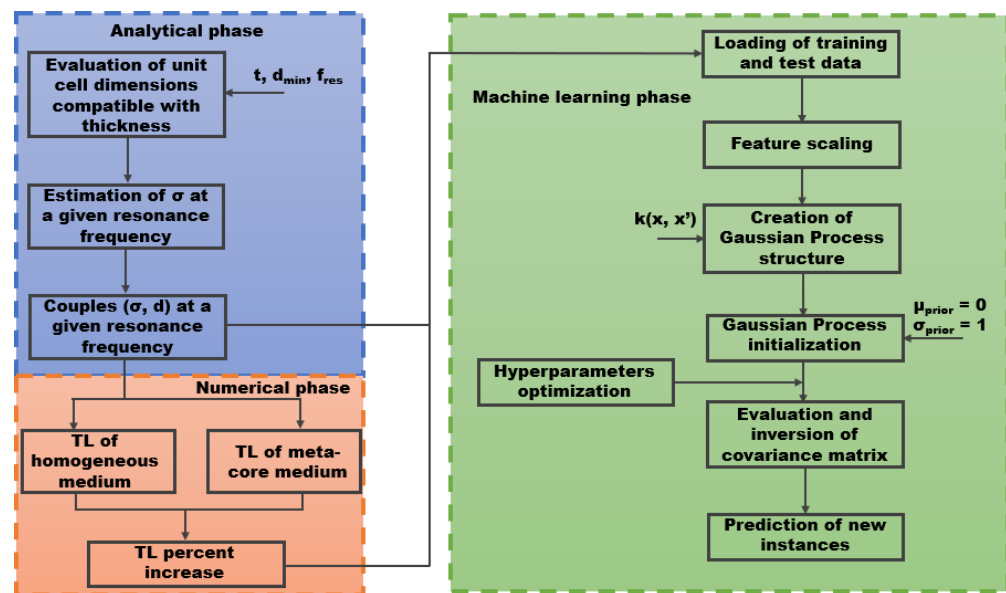 Analytical phase
Evaluation of unit
cell dimensions
compatible with
thickness
t, dmin, fres
Estimation of σ at
a given resonance
frequency
Couples (σ, d) at a
given resonance
frequency
Numerical phase
TL of
homogeneous
medium
TL of meta-
core medium
TL percent
increase
Loading of training
and test data
Machine learning phase
Feature scaling
k(x, x’)
Creation of
Gaussian Process
structure
μprior = 0
σprior = 1
Gaussian Process
initialization
Hyperparameters
optimization
Evaluation and
inversion of
covariance matrix
Prediction of new
instances